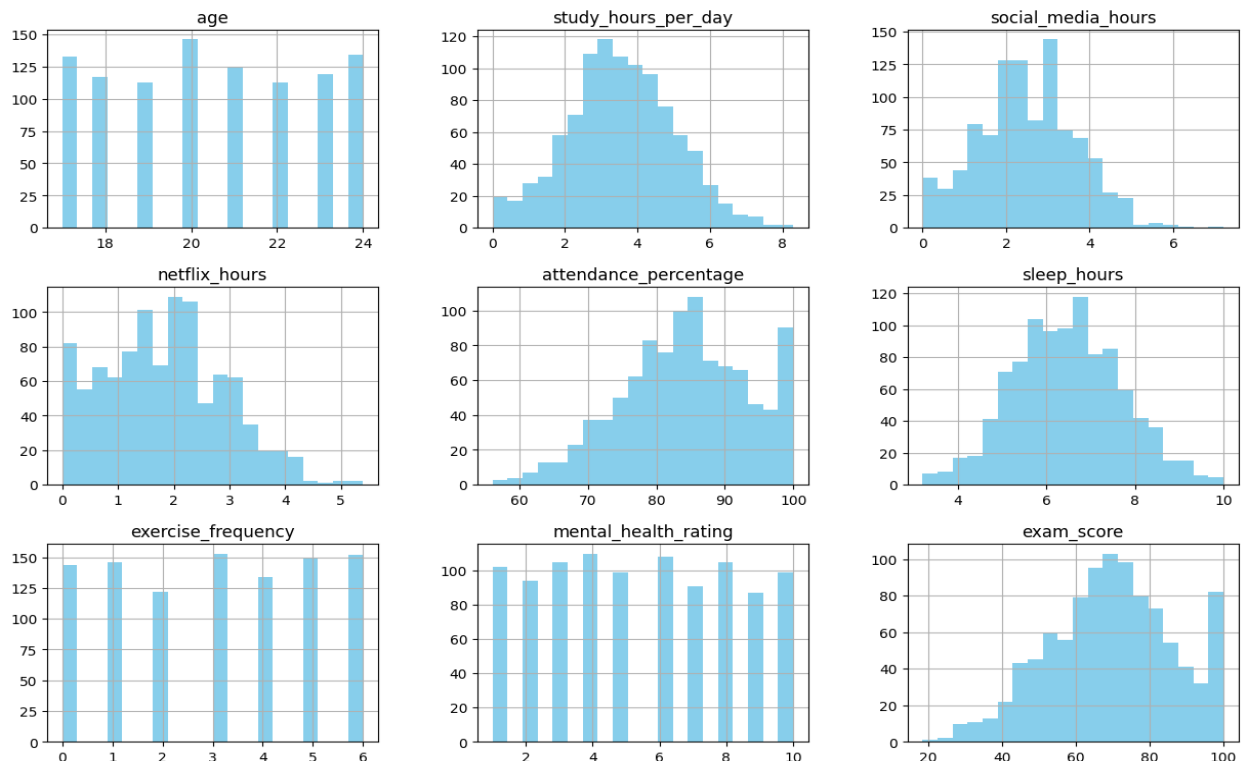 age study_hours_per_day social_media_hours
150 125 100 75 50 25 0
18 20 22 24
120 100 80 60 40 20 0
0 2 4 6 8
150 125 100 75 50 25 0
0 2 4 6
netflix_hours attendance_percentage sleep_hours
100 80 60 40 20 0
0 1 2 3 4 5
100 80 60 40 20 0
60 70 80 90 100
120 100 80 60 40 20 0
4 6 8 10
exercise_frequency mental_health_rating exam_score
150 125 100 75 50 25 0
0 1 2 3 4 5 6
100 80 60 40 20 0
2 4 6 8 10
100 80 60 40 20 0
20 40 60 80 100